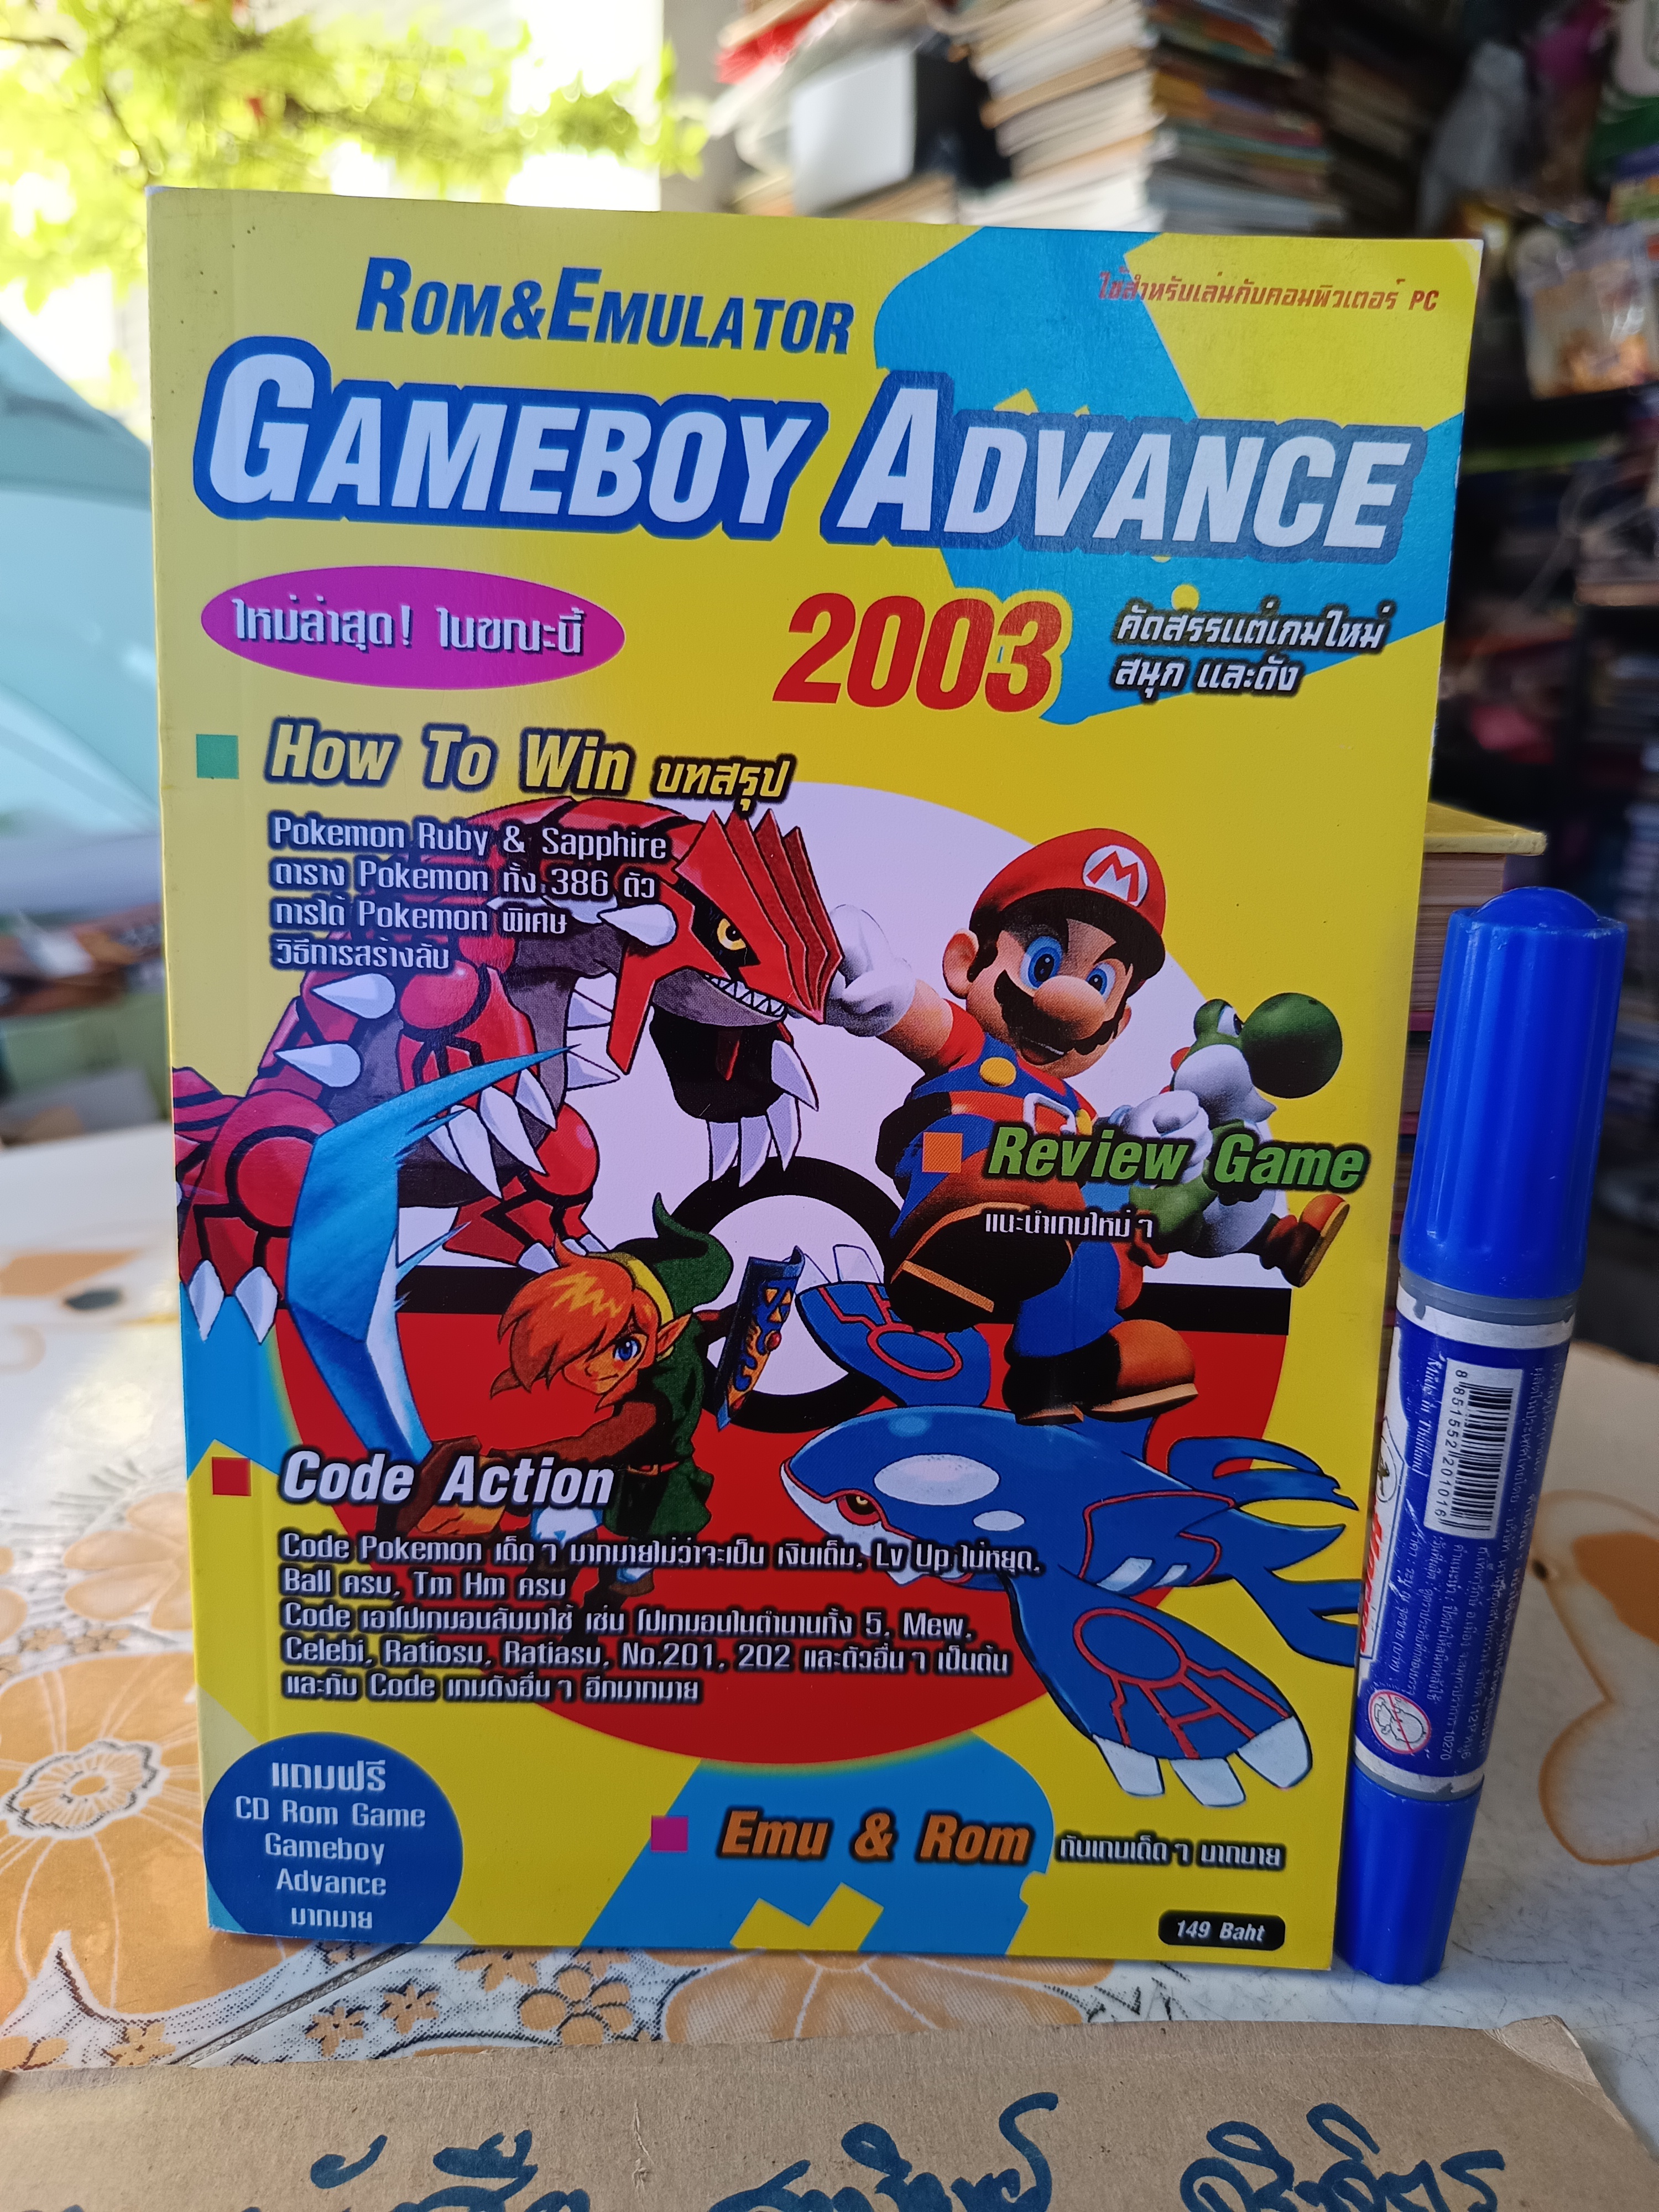 ROM&EMULATOR
ใช้สำหรับเล่นกับคอมพิวเตอร์ PC
GAMEBOY ADVANCE
ใหม่ล่าสุด! ในขณะนี้
2003
คัดสรรแต่เกมใหม่
สนุก และดัง
How To Win บทสรุป
Pokemon Ruby & Sapphire
ตาราง Pokemon ทั้ง 386 ตัว
การได้ Pokemon พิเศษ
วิธีการสร้างลับ
M
Review Game
แนะนำเกมใหม่ ๆ
Code Action
Code Pokemon เด็ด ๆ มากมายไม่ว่าจะเป็น เงินเต็ม, Lv Up ไม่หยุด,
Ball ครบ, Tm Hm ครบ
Code เอาโปเกมอนลับมาใช้ เช่น โปเกมอนในตำนานทั้ง 5, Mew,
Celebi, Ratiosu, Ratiasu, No.201, 202 และตัวอื่น ๆ เป็นต้น
และกับ Code เกมดังอื่น ๆ อีกมากมาย
แถมฟรี
CD Rom Game
Gameboy
Advance
มากมาย
Emu & Rom กับเกมเด็ด ๆ มากมาย
149 Baht
Made in Thailand
8851552201016